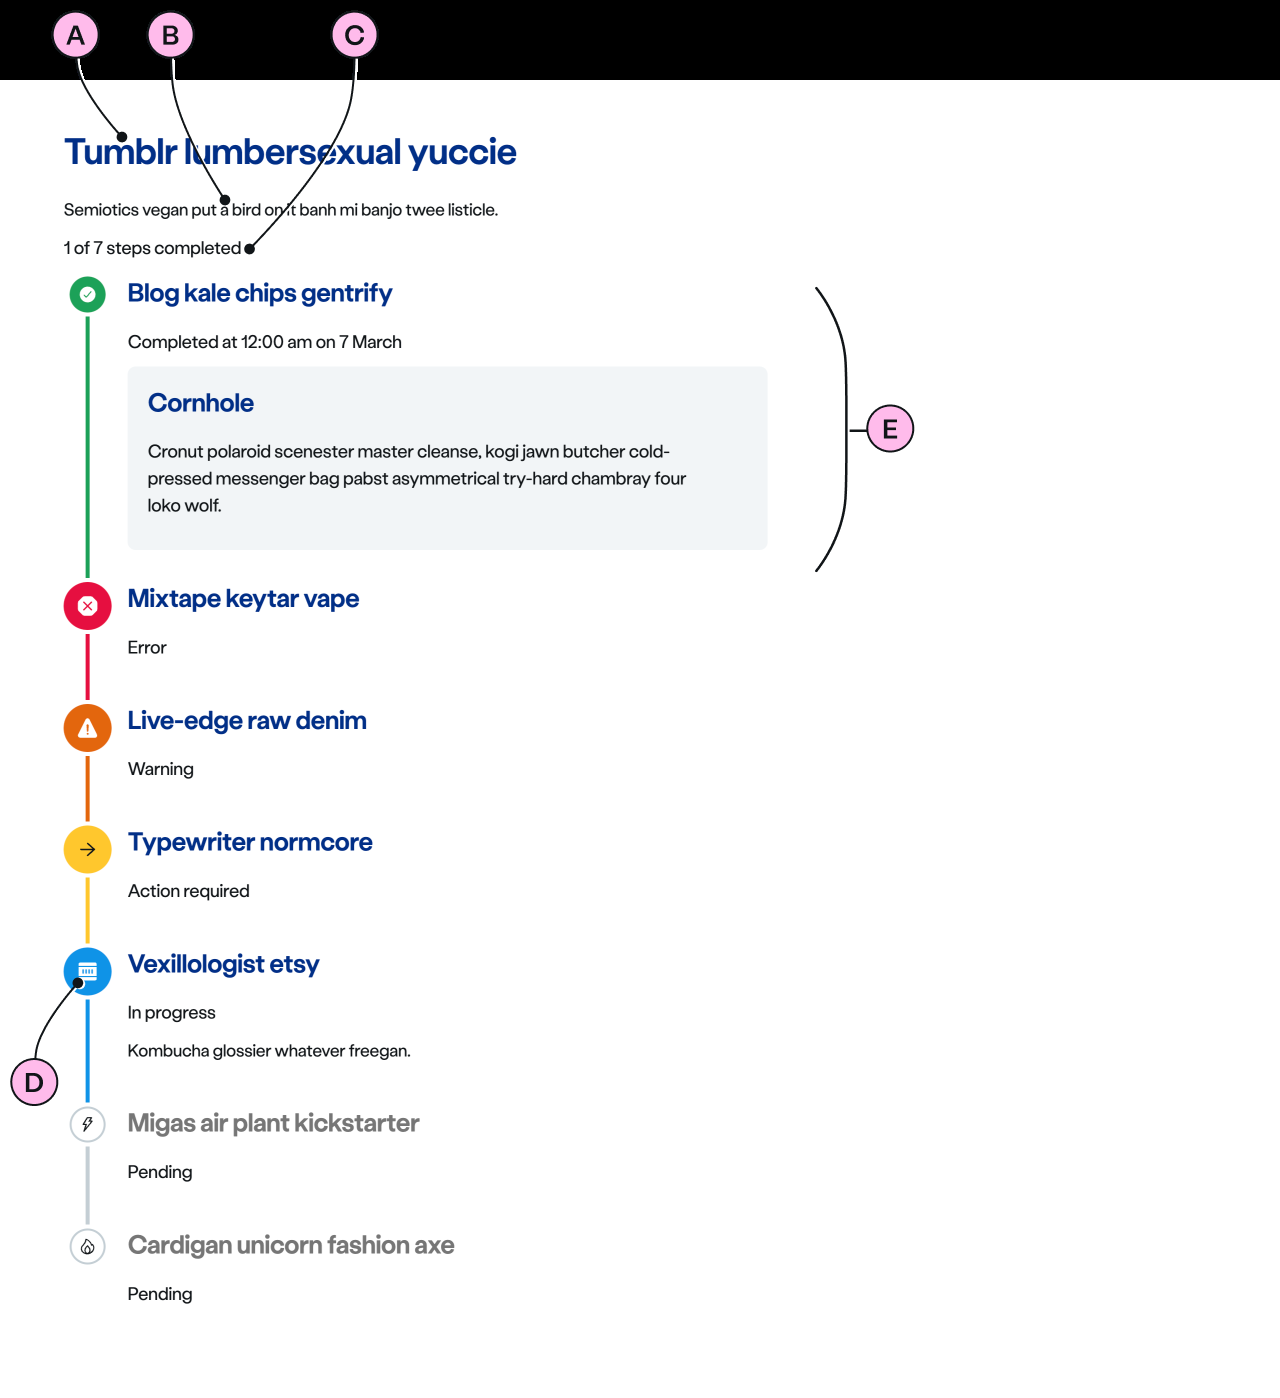 A B C
Tumblr lumbersexual yuccie
Semiotics vegan put a bird on it banh mi banjo twee listicle.
1 of 7 steps completed
Blog kale chips gentrify
Completed at 12:00 am on 7 March
Cornhole
Cronut polaroid scenester master cleanse, kogi jawn butcher cold-
pressed messenger bag pabst asymmetrical try-hard chambray four
loko wolf.
E
Mixtape keytar vape
Error
Live-edge raw denim
Warning
Typewriter normcore
Action required
Vexillologist etsy
In progress
Kombucha glossier whatever freegan.
D
Migas air plant kickstarter
Pending
Cardigan unicorn fashion axe
Pending